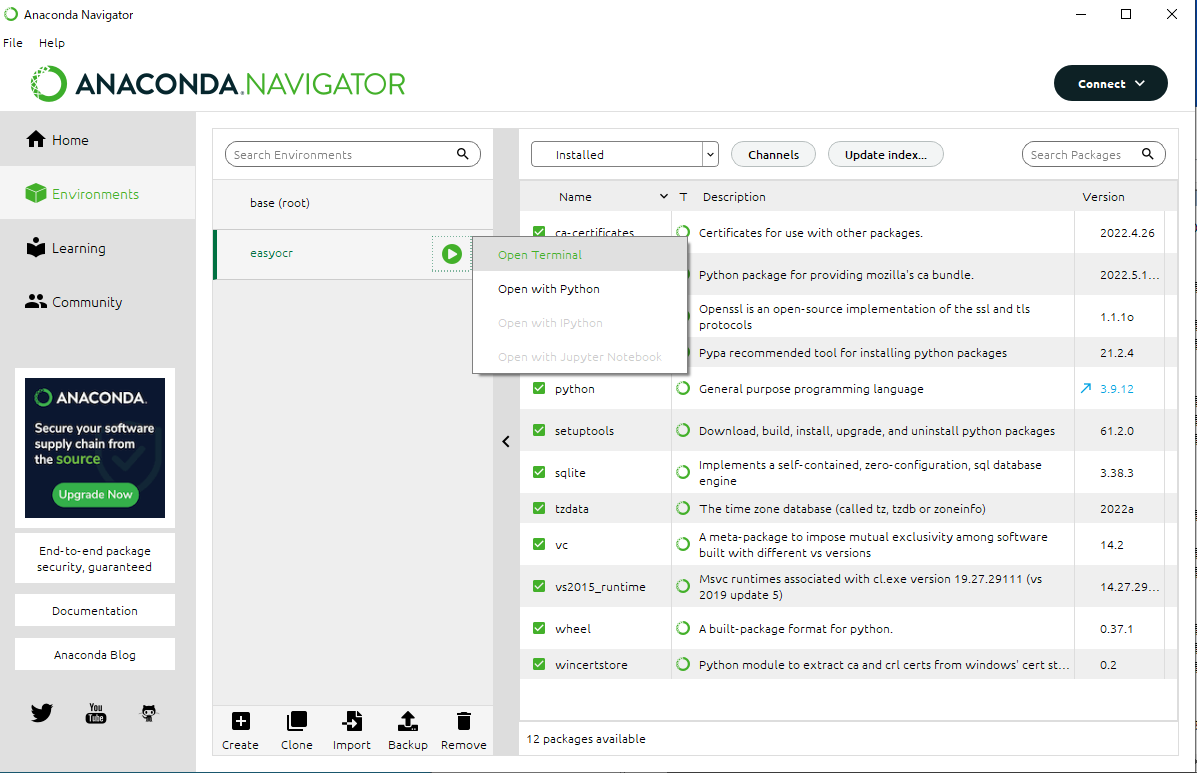 Anaconda Navigator
File Help
ANACONDA.NAVIGATOR
Connect
Home
Environments
Learning
Community
ANACONDA.
Secure your software
supply chain from
the source
Upgrade Now
End-to-end package
security, guaranteed
Documentation
Anaconda Blog
You
Tube
Search Environments
base (root)
easyocr
Open Terminal
Open with Python
Open with IPython
Open with Jupyter Notebook
Create Clone Import Backup Remove
Installed Channels Update index... Search Packages
Name T Description Version
ca-certificates Certificates for use with other packages. 2022.4.26
Python package for providing mozilla's ca bundle. 2022.5.1...
Openssl is an open-source implementation of the ssl and tls
protocols 1.1.1o
Pypa recommended tool for installing python packages 21.2.4
python General purpose programming language 3.9.12
setuptools Download, build, install, upgrade, and uninstall python packages 61.2.0
sqlite Implements a self-contained, zero-configuration, sql database
engine 3.38.3
tzdata The time zone database (called tz, tzdb or zoneinfo) 2022a
vc A meta-package to impose mutual exclusivity among software
built with different vs versions 14.2
vs2015_runtime Msvc runtimes associated with cl.exe version 19.27.29111 (vs
2019 update 5) 14.27.29...
wheel A built-package format for python. 0.37.1
wincertstore Python module to extract ca and crl certs from windows' cert st... 0.2
12 packages available